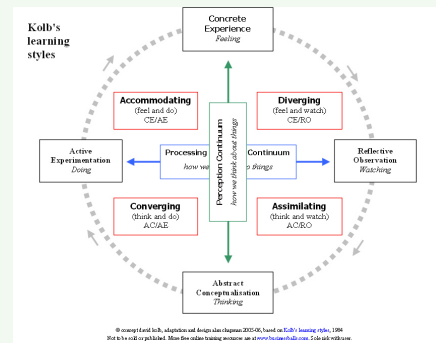 Kolb's
learning
styles
Concrete
Experience
Feeling
Accommodating
(feel and do)
CE/AE
Diverging
(feel and watch)
CE/RO
Active
Experimentation
Doing
Processing
how we
Continuum
things
Perception Continuum
how we think about things
Reflective
Observation
Watching
Converging
(think and do)
AC/AE
Assimilating
(think and watch)
AC/RO
Abstract
Conceptualisation
Thinking
© concept david kolb, adaptation and design alan chapman 2005-06, based on Kolb's learning styles, 1984
Not to be sold or published. More free online training resources are at www.businessballs.com. Sole risk with user.